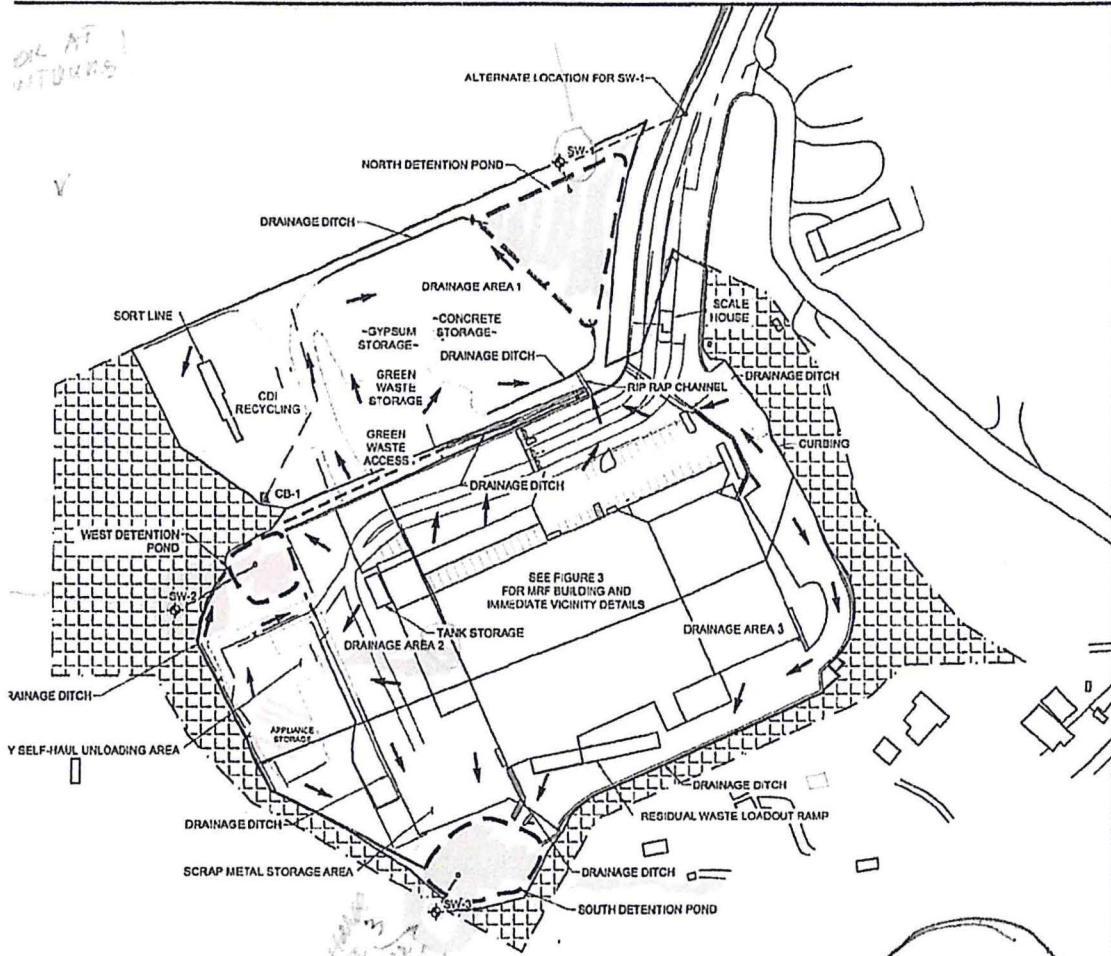 ALTERNATE LOCATION FOR SW-1
SW-1
NORTH DETENTION POND
DRAINAGE DITCH
DRAINAGE AREA 1
SORT LINE
-GYPSUM
STORAGE-
-CONCRETE
STORAGE-
SCALE
HOUSE
DRAINAGE DITCH
DRAINAGE DITCH
GREEN
WASTE
STORAGE
RIP RAP CHANNEL
CDI
RECYCLING
CURBING
GREEN
WASTE
ACCESS
CB-1
DRAINAGE DITCH
WEST DETENTION
POND
SEE FIGURE 3
FOR MRF BUILDING AND
IMMEDIATE VICINITY DETAILS
SW-2
TANK STORAGE
DRAINAGE AREA 3
DRAINAGE AREA 2
RAINAGE DITCH
APPLIANCE
STORAGE
Y SELF-HAUL UNLOADING AREA
DRAINAGE DITCH
RESIDUAL WASTE LOADOUT RAMP
DRAINAGE DITCH
SCRAP METAL STORAGE AREA
DRAINAGE DITCH
SW-3
SOUTH DETENTION POND